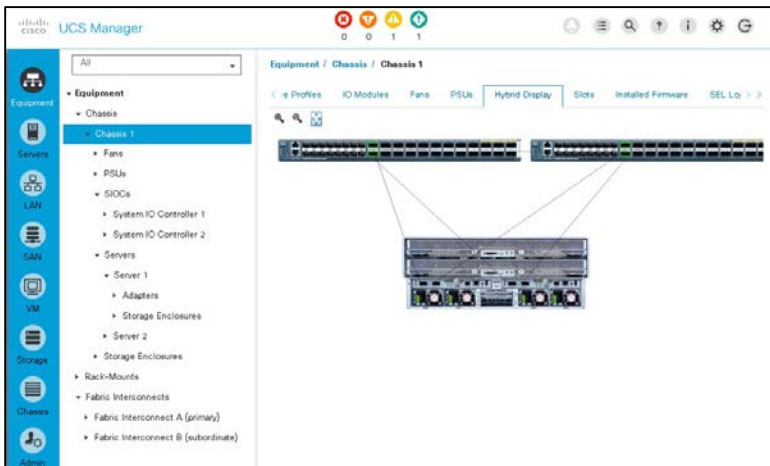 cisco UCS Manager
0 0 1 1
All
Equipment / Chassis / Chassis 1
Equipment
Servers
LAN
SAN
VM
Storage
Chassis
Admin
Equipment
Chassis
Chassis 1
Fans
PSUs
SIOCs
System IO Controller 1
System IO Controller 2
Servers
Server 1
Adapters
Storage Enclosures
Server 2
Storage Enclosures
Rack-Mounts
Fabric Interconnects
Fabric Interconnect A (primary)
Fabric Interconnect B (subordinate)
< e Profiles IO Modules Fans PSUs Hybrid Display Slots Installed Firmware SEL Log > »